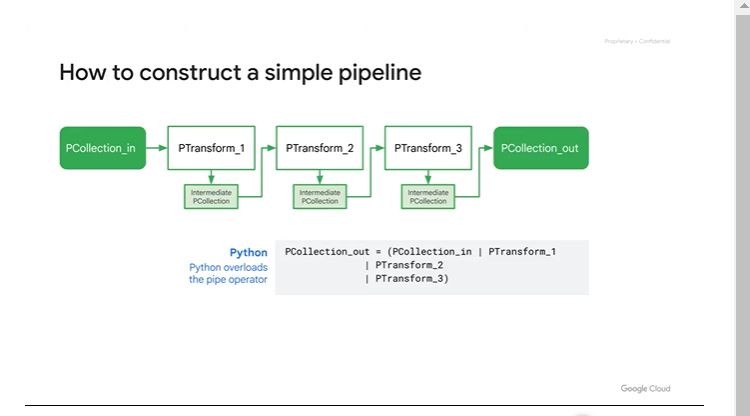 Proprietary + Confidential
How to construct a simple pipeline
PCollection_in
PTransform_1
PTransform_2
PTransform_3
PCollection_out
Intermediate
PCollection
Intermediate
PCollection
Intermediate
PCollection
Python
Python overloads
the pipe operator
PCollection_out = (PCollection_in | PTransform_1
| PTransform_2
| PTransform_3)
Google Cloud